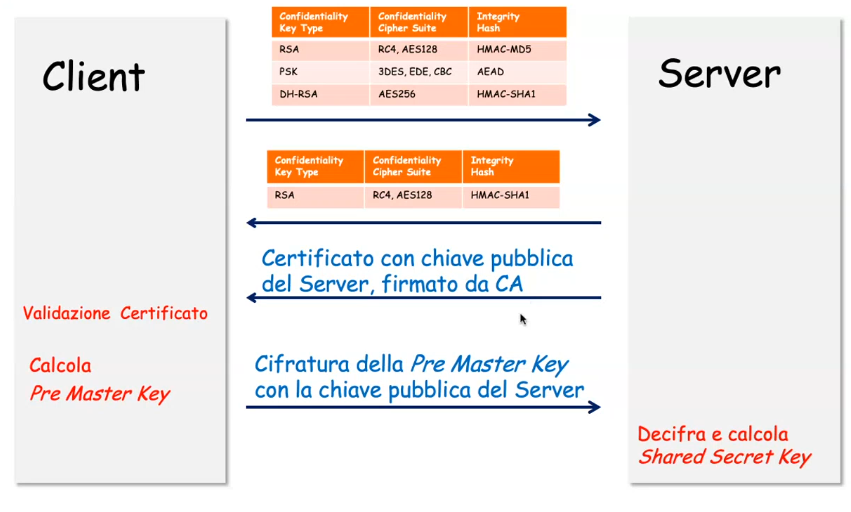 Client
Server
Confidentiality Key Type | Confidentiality Cipher Suite | Integrity Hash
RSA | RC4, AES128 | HMAC-MD5
PSK | 3DES, EDE, CBC | AEAD
DH-RSA | AES256 | HMAC-SHA1
Confidentiality Key Type | Confidentiality Cipher Suite | Integrity Hash
RSA | RC4, AES128 | HMAC-SHA1
Certificato con chiave pubblica
del Server, firmato da CA
Validazione Certificato
Calcola
Pre Master Key
Cifratura della Pre Master Key
con la chiave pubblica del Server
Decifra e calcola
Shared Secret Key